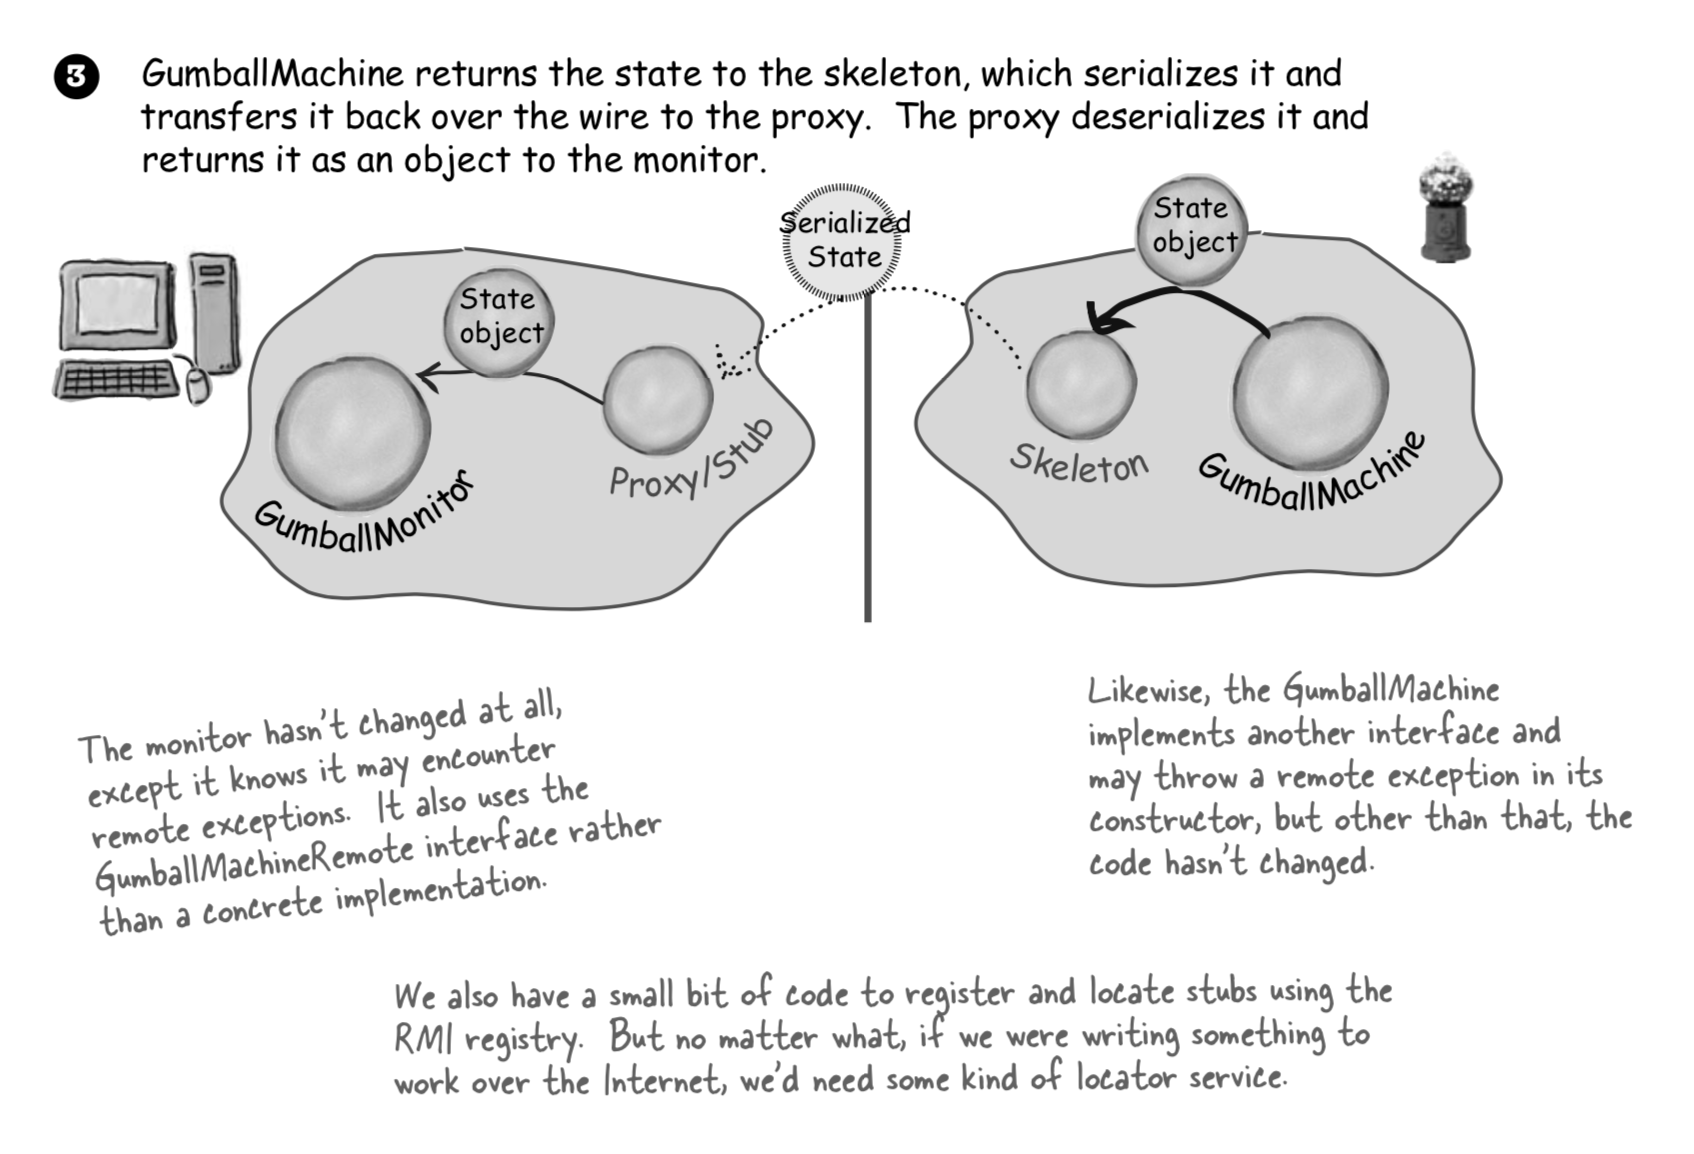 3
GumballMachine returns the state to the skeleton, which serializes it and
transfers it back over the wire to the proxy. The proxy deserializes it and
returns it as an object to the monitor.
Serialized
State
State
object
State
object
GumballMonitor
Proxy/Stub
Skeleton
GumballMachine
The monitor hasn't changed at all,
except it knows it may encounter
remote exceptions. It also uses the
GumballMachineRemote interface rather
than a concrete implementation.
Likewise, the GumballMachine
implements another interface and
may throw a remote exception in its
constructor, but other than that, the
code hasn't changed.
We also have a small bit of code to register and locate stubs using the
RMI registry. But no matter what, if we were writing something to
work over the Internet, we'd need some kind of locator service.